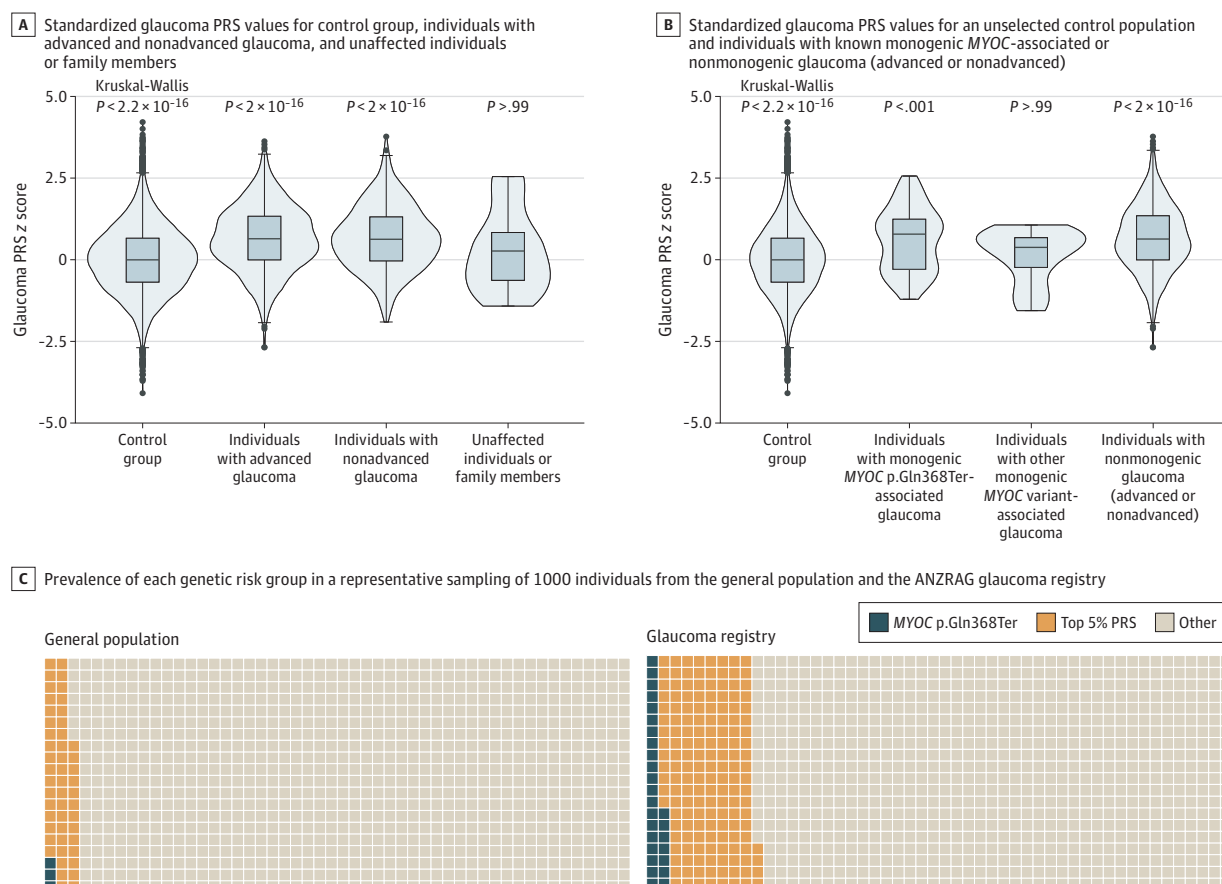 A Standardized glaucoma PRS values for control group, individuals with
advanced and nonadvanced glaucoma, and unaffected individuals
or family members
Kruskal-Wallis
P < 2.2 × 10⁻¹⁶ P < 2 × 10⁻¹⁶ P < 2 × 10⁻¹⁶ P >.99
5.0
2.5
0
-2.5
-5.0
Glaucoma PRS z score
Control
group
Individuals
with advanced
glaucoma
Individuals with
nonadvanced
glaucoma
Unaffected
individuals or
family members
B Standardized glaucoma PRS values for an unselected control population
and individuals with known monogenic MYOC-associated or
nonmonogenic glaucoma (advanced or nonadvanced)
Kruskal-Wallis
P < 2.2 × 10⁻¹⁶ P <.001 P >.99 P < 2 × 10⁻¹⁶
5.0
2.5
0
-2.5
-5.0
Glaucoma PRS z score
Control
group
Individuals
with monogenic
MYOC p.Gln368Ter-
associated
glaucoma
Individuals
with other
monogenic
MYOC variant-
associated
glaucoma
Individuals with
nonmonogenic
glaucoma
(advanced or
nonadvanced)
C Prevalence of each genetic risk group in a representative sampling of 1000 individuals from the general population and the ANZRAG glaucoma registry
MYOC p.Gln368Ter Top 5% PRS Other
General population
Glaucoma registry